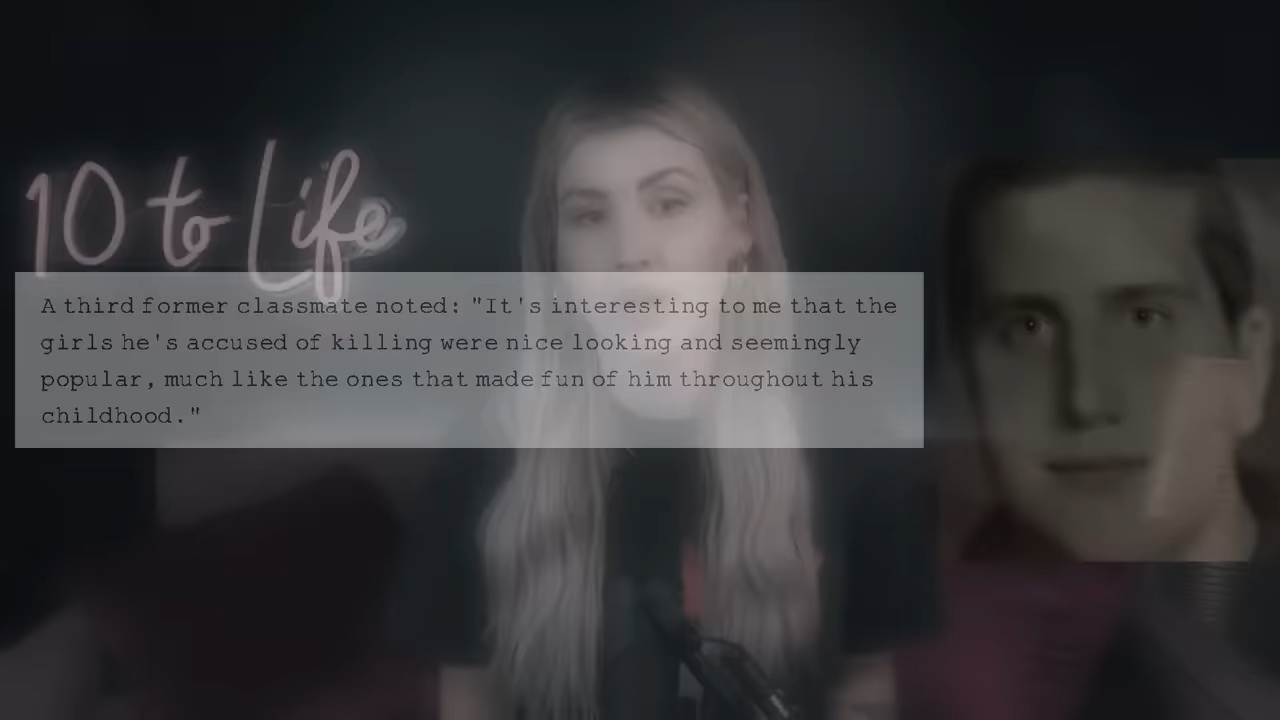 10 to Life
A third former classmate noted: "It's interesting to me that the
girls he's accused of killing were nice looking and seemingly
popular, much like the ones that made fun of him throughout his
childhood."